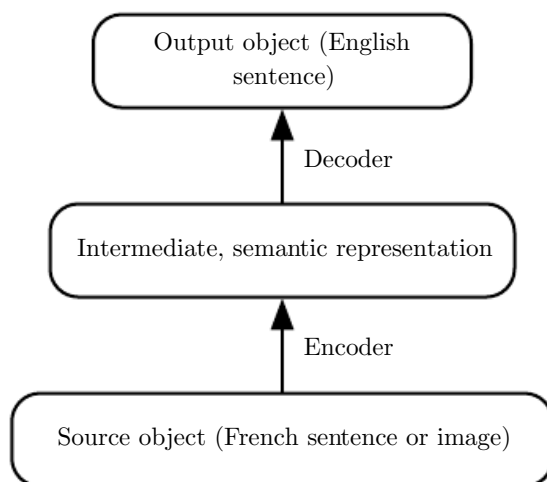 Output object (English
sentence)
Decoder
Intermediate, semantic representation
Encoder
Source object (French sentence or image)